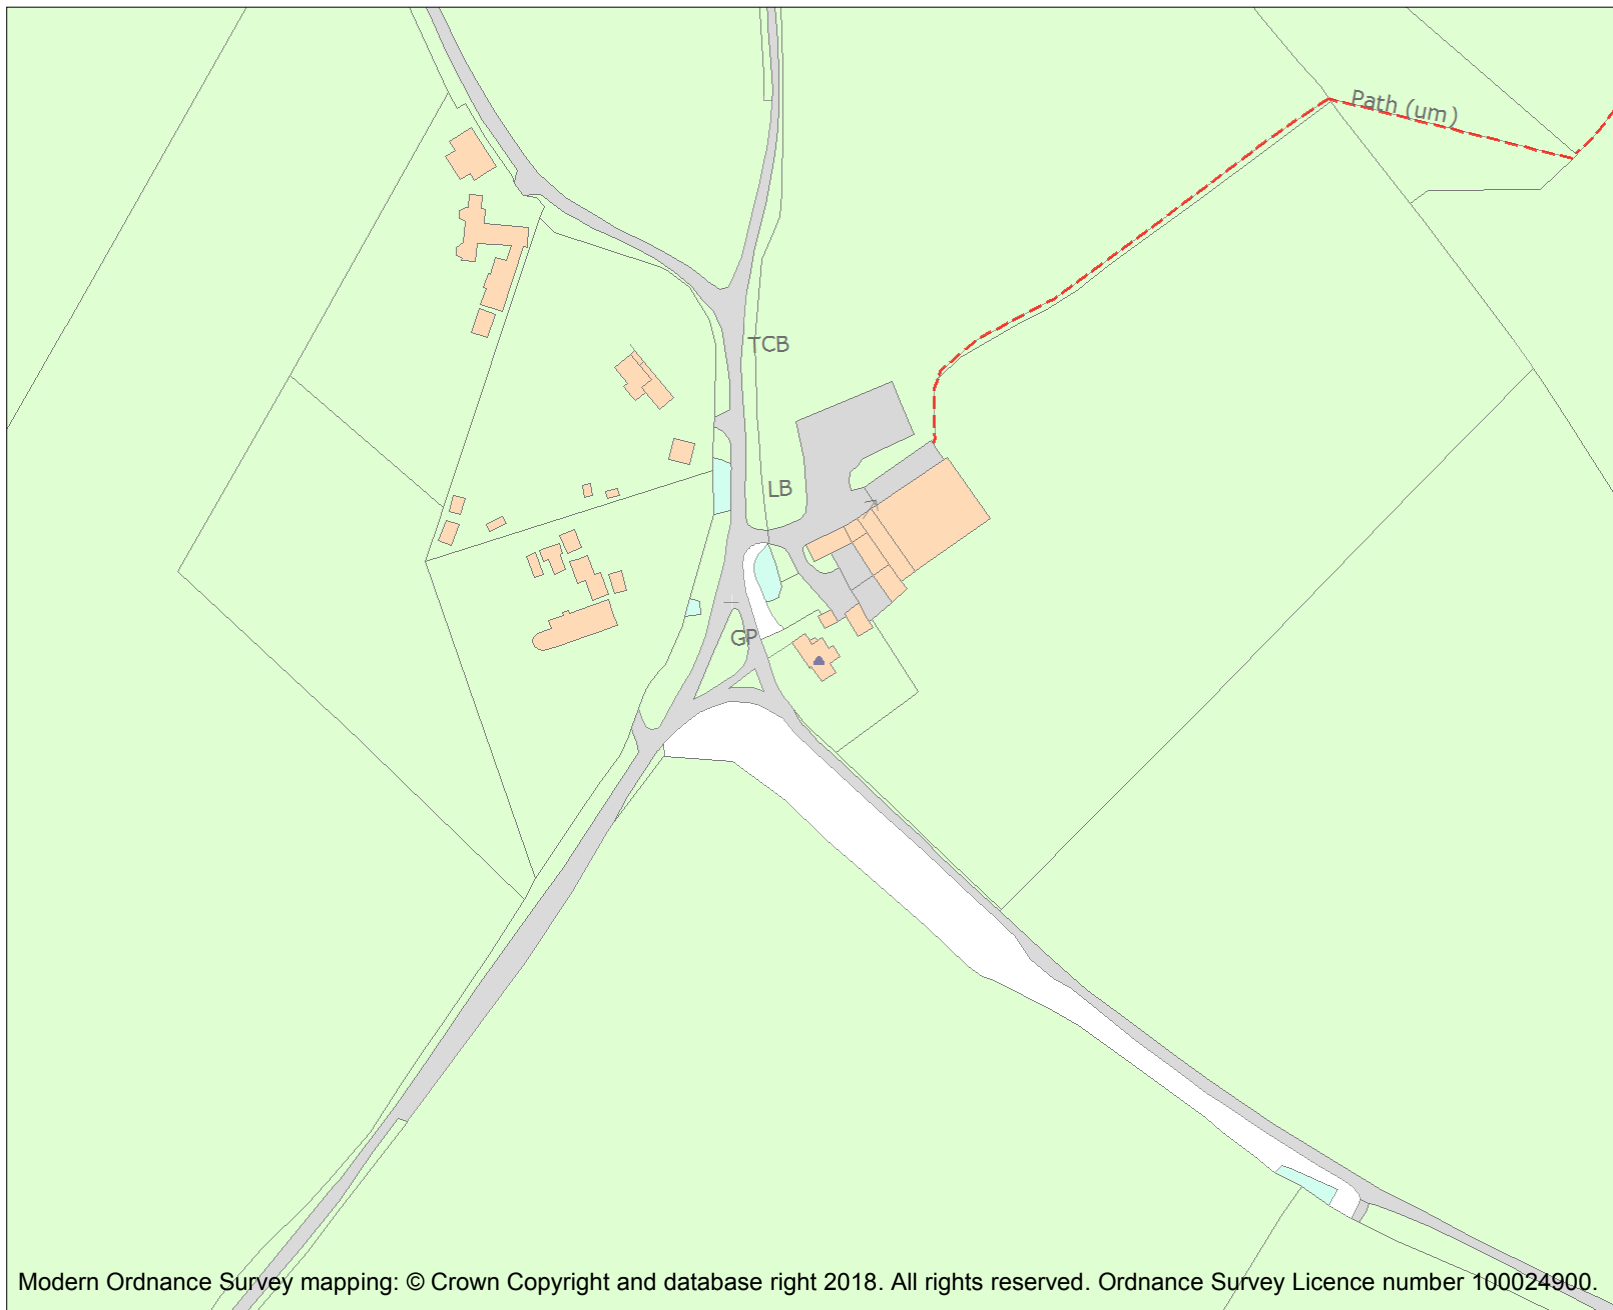 Path (um)
TCB
LB
GP
Modern Ordnance Survey mapping: © Crown Copyright and database right 2018. All rights reserved. Ordnance Survey Licence number 100024900.